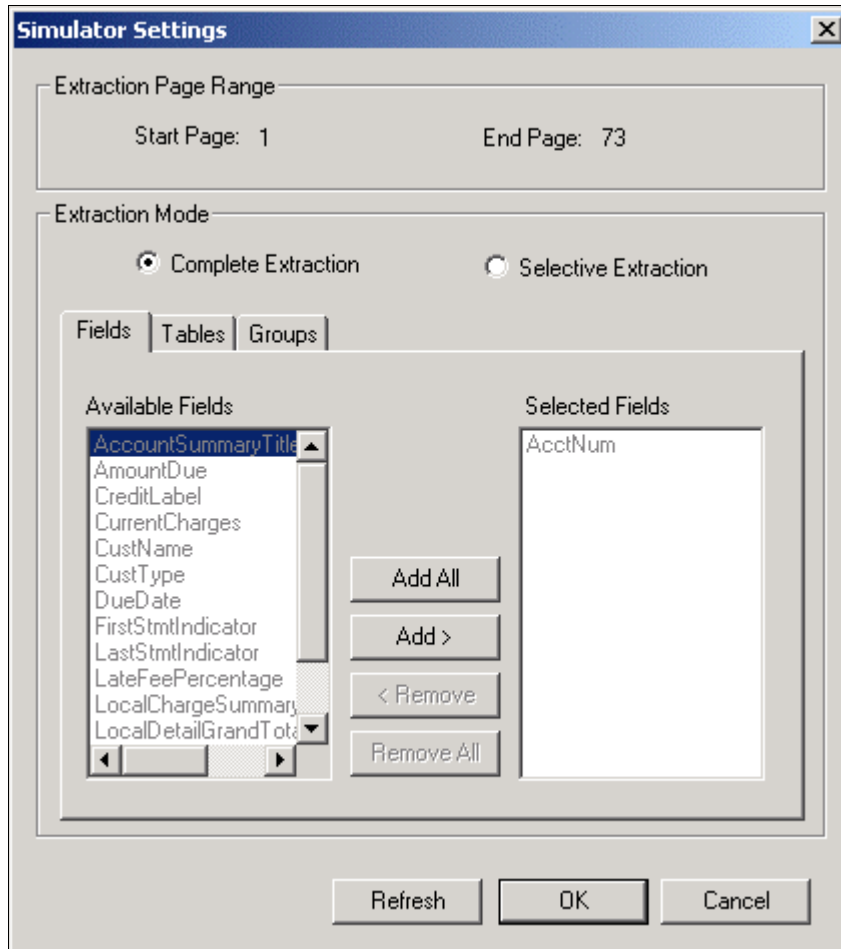 Simulator Settings
Extraction Page Range
Start Page: 1
End Page: 73
Extraction Mode
Complete Extraction
Selective Extraction
Fields
Tables
Groups
Available Fields
AccountSummaryTitle
AmountDue
CreditLabel
CurrentCharges
CustName
CustType
DueDate
FirstStmtIndicator
LastStmtIndicator
LateFeePercentage
LocalChargeSummary
LocalDetailGrandTota
Add All
Add >
< Remove
Remove All
Selected Fields
AcctNum
Refresh
OK
Cancel